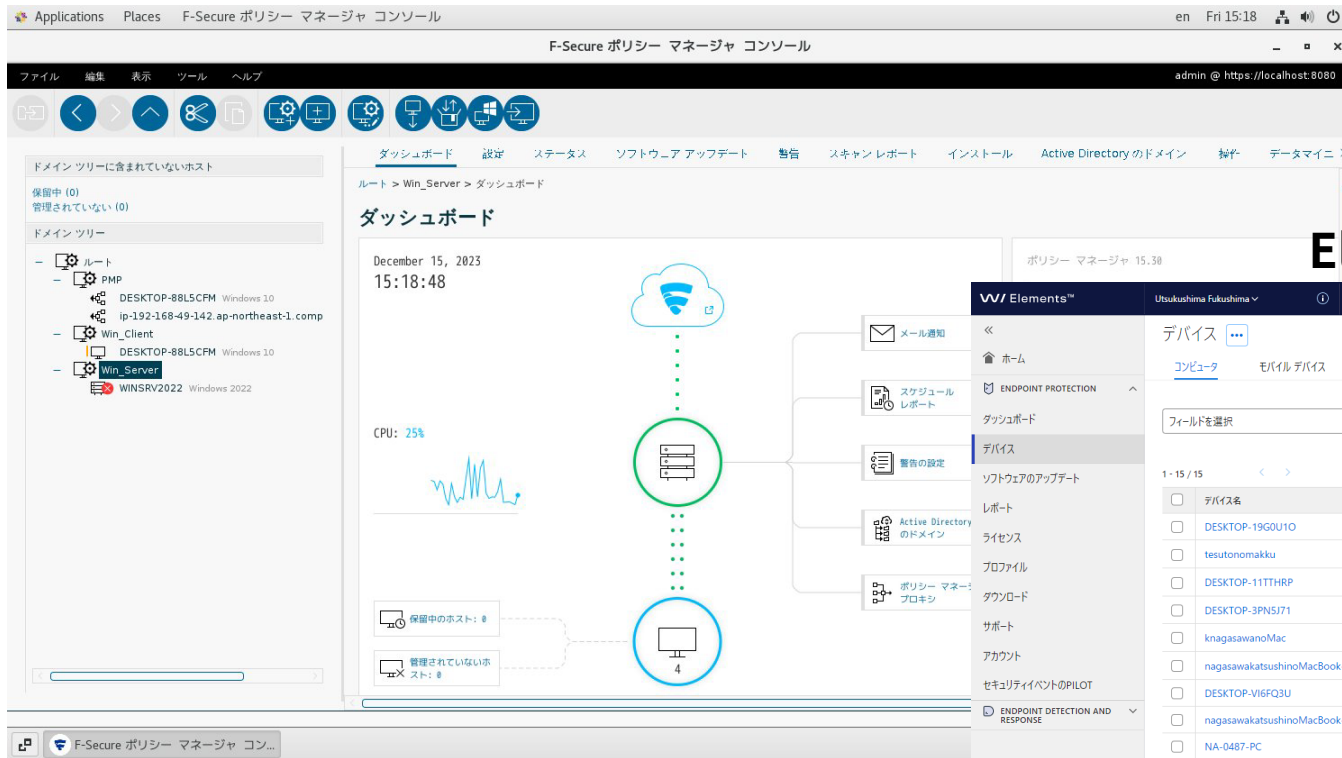 Applications Places F-Secure ポリシー マネージャ コンソール en Fri 15:18
F-Secure ポリシー マネージャ コンソール
ファイル 編集 表示 ツール ヘルプ admin @ https://localhost:8080
ダッシュボード 設定 ステータス ソフトウェア アップデート 警告 スキャン レポート インストール Active Directory のドメイン 操作 データマイニ
ドメイン ツリーに含まれていないホスト
保留中 (0)
管理されていない (0)
ドメイン ツリー
ルート
PMP
DESKTOP-88L5CFM Windows 10
ip-192-168-49-142.ap-northeast-1.comp
Win_Client
DESKTOP-88L5CFM Windows 10
Win_Server
WINSRV2022 Windows 2022
ルート > Win_Server > ダッシュボード
ダッシュボード
December 15, 2023
15:18:48
CPU: 25%
保留中のホスト: 0
管理されていないホ
スト: 0
4
メール通知
スケジュール
レポート
警告の設定
Active Directory
のドメイン
ポリシー マネー
プロキシ
ポリシー マネージャ 15.30
E
W/ Elements™ Utsukushima Fukushima
ホーム
ENDPOINT PROTECTION
ダッシュボード
デバイス
ソフトウェアのアップデート
レポート
ライセンス
プロファイル
ダウンロード
サポート
アカウント
セキュリティイベントのPILOT
ENDPOINT DETECTION AND
RESPONSE
デバイス
コンピュータ モバイル デバイス
フィールドを選択
1 - 15 / 15
デバイス名
DESKTOP-19G0U1O
tesutonomakku
DESKTOP-11TTHRP
DESKTOP-3PN5J71
knagasawanoMac
nagasawakatsushinoMacBook
DESKTOP-VI6FQ3U
nagasawakatsushinoMacBook
NA-0487-PC
F-Secure ポリシー マネージャ コン...